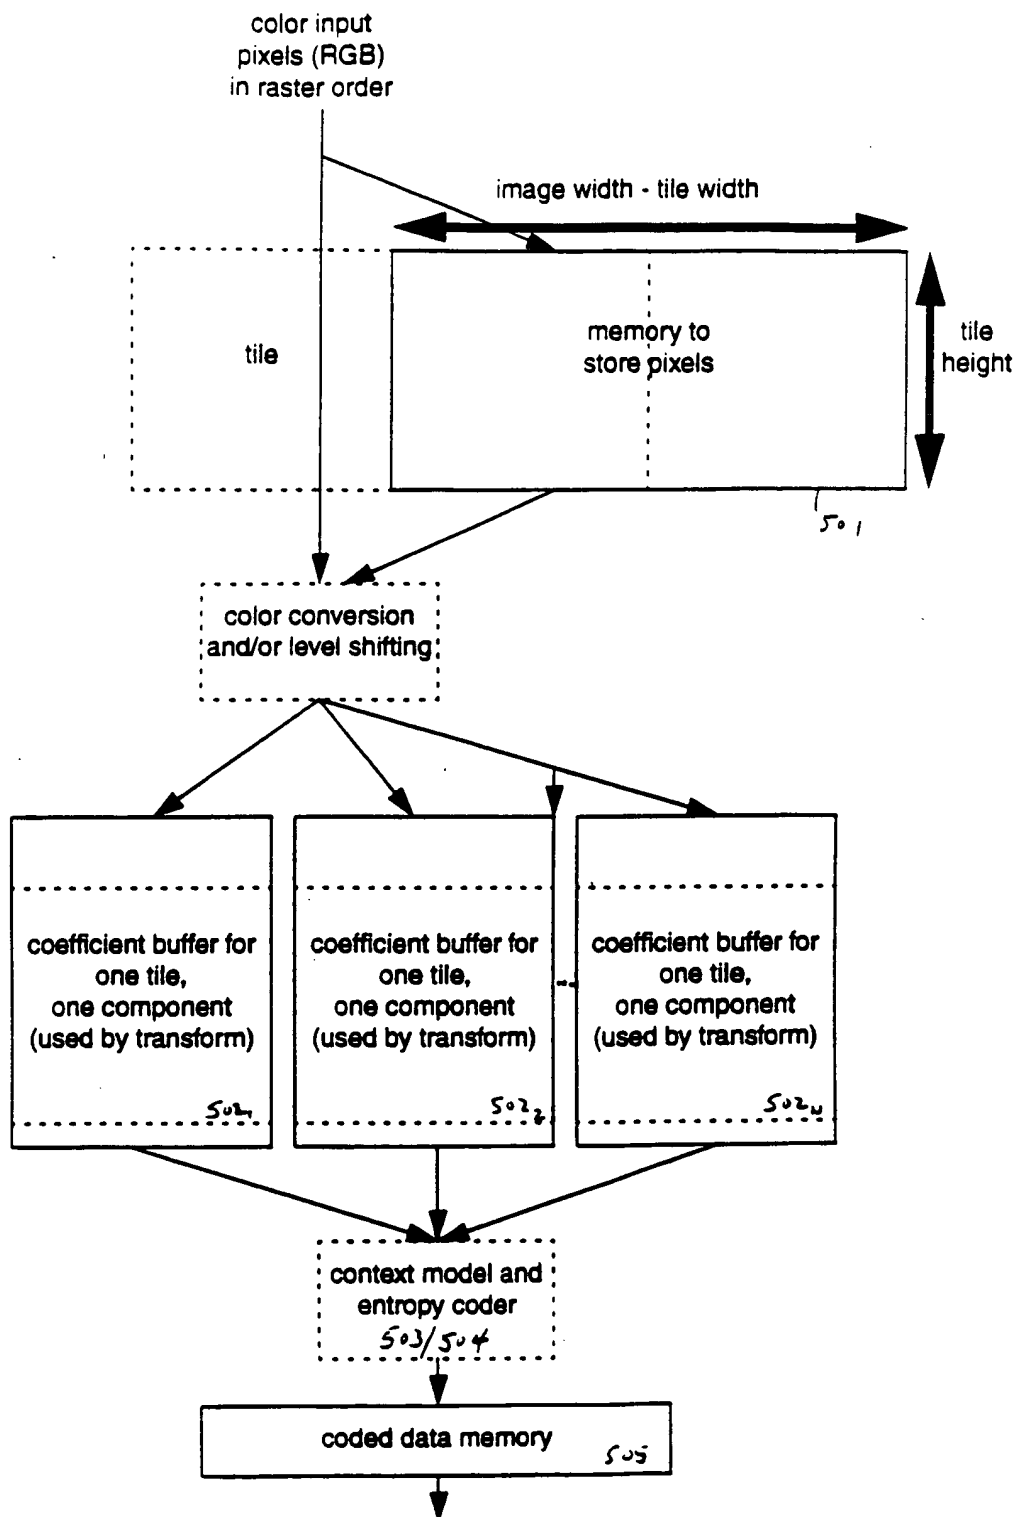 color input
pixels (RGB)
in raster order
image width - tile width
tile
memory to
store pixels
tile
height
501
color conversion
and/or level shifting
coefficient buffer for
one tile,
one component
(used by transform)
502₁
coefficient buffer for
one tile,
one component
(used by transform)
502₂
coefficient buffer for
one tile,
one component
(used by transform)
502N
context model and
entropy coder
503/504
coded data memory
505